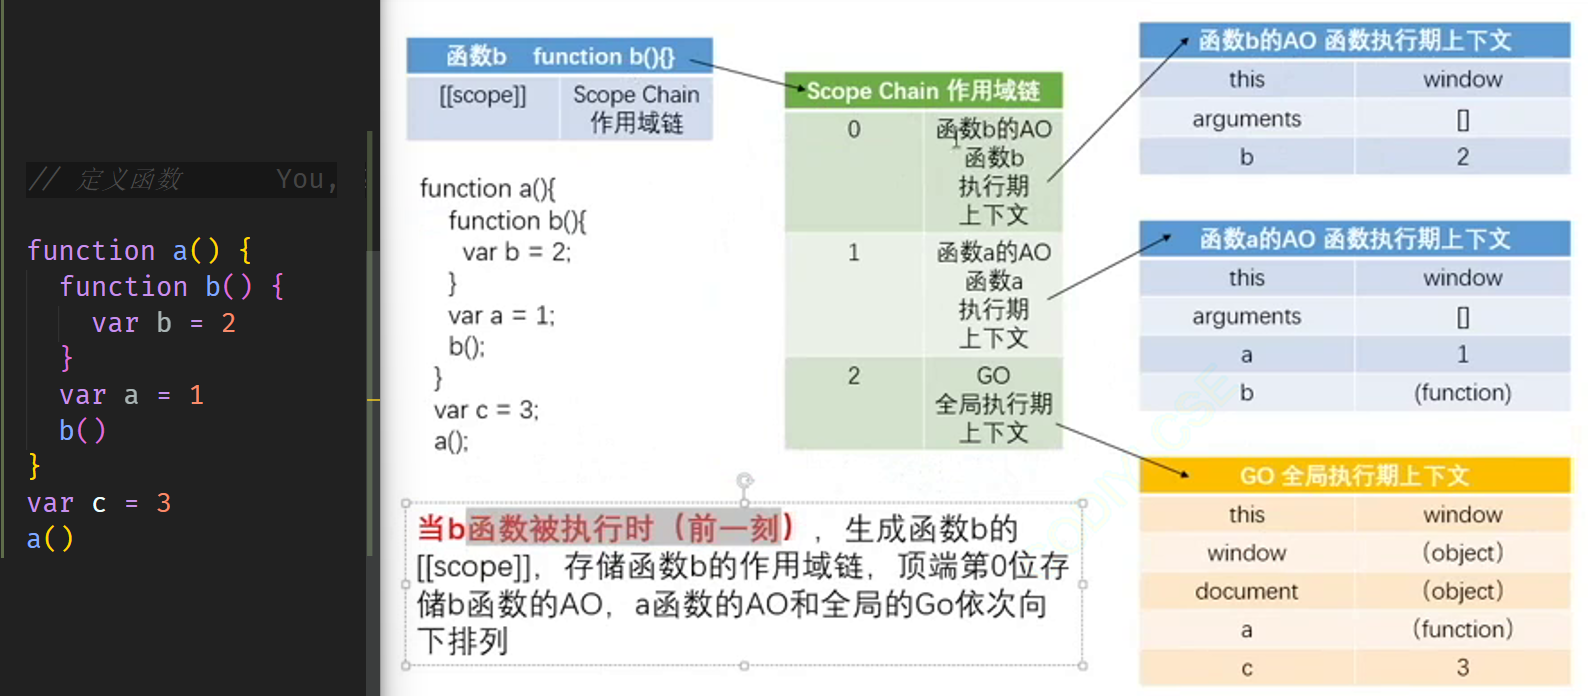 // 定义函数 You,
function a() {
function b() {
var b = 2
}
var a = 1
b()
}
var c = 3
a()
函数b function b(){}
[[scope]] Scope Chain
作用域链
function a(){
function b(){
var b = 2;
}
var a = 1;
b();
}
var c = 3;
a();
Scope Chain 作用域链
0 函数b的AO
函数b
执行期
上下文
1 函数a的AO
函数a
执行期
上下文
2 GO
全局执行期
上下文
函数b的AO 函数执行期上下文
this window
arguments []
b 2
函数a的AO 函数执行期上下文
this window
arguments []
a 1
b (function)
GO 全局执行期上下文
this window
window （object）
document （object）
a （function）
c 3
当b函数被执行时（前一刻），生成函数b的
[[scope]]，存储函数b的作用域链，顶端第0位存
储b函数的AO，a函数的AO和全局的Go依次向
下排列